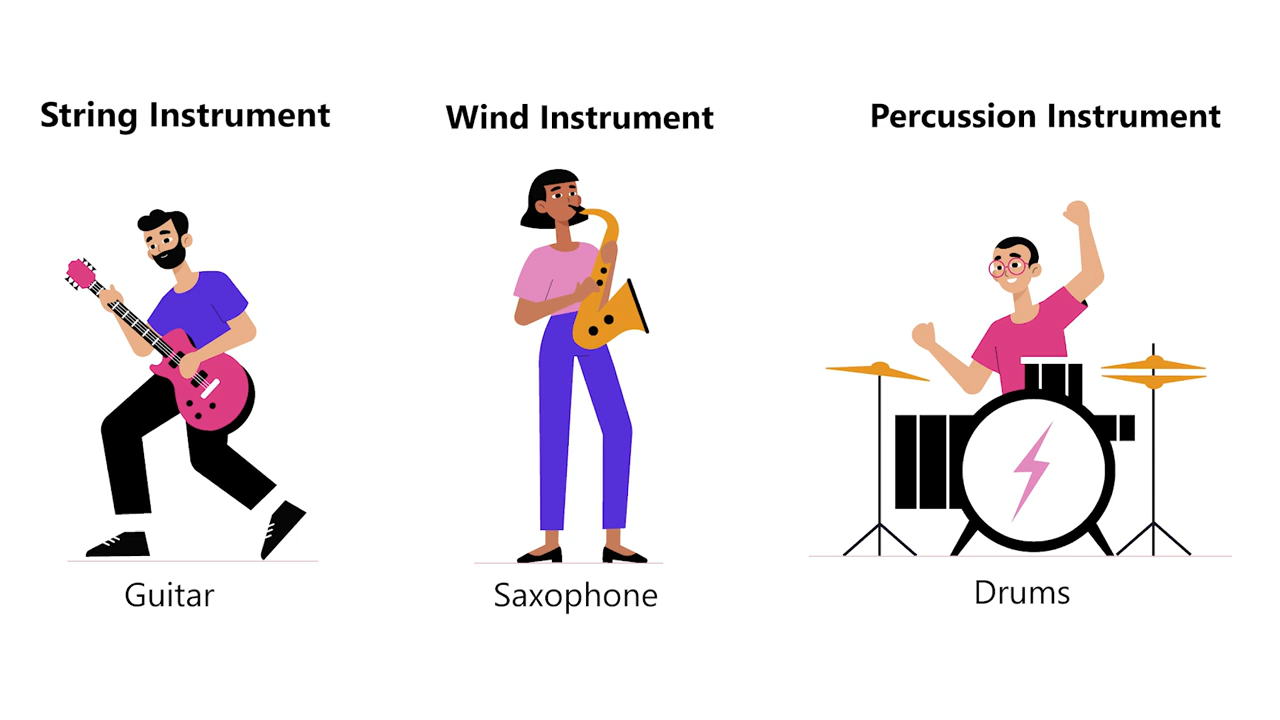 String Instrument
Wind Instrument
Percussion Instrument
Guitar
Saxophone
Drums